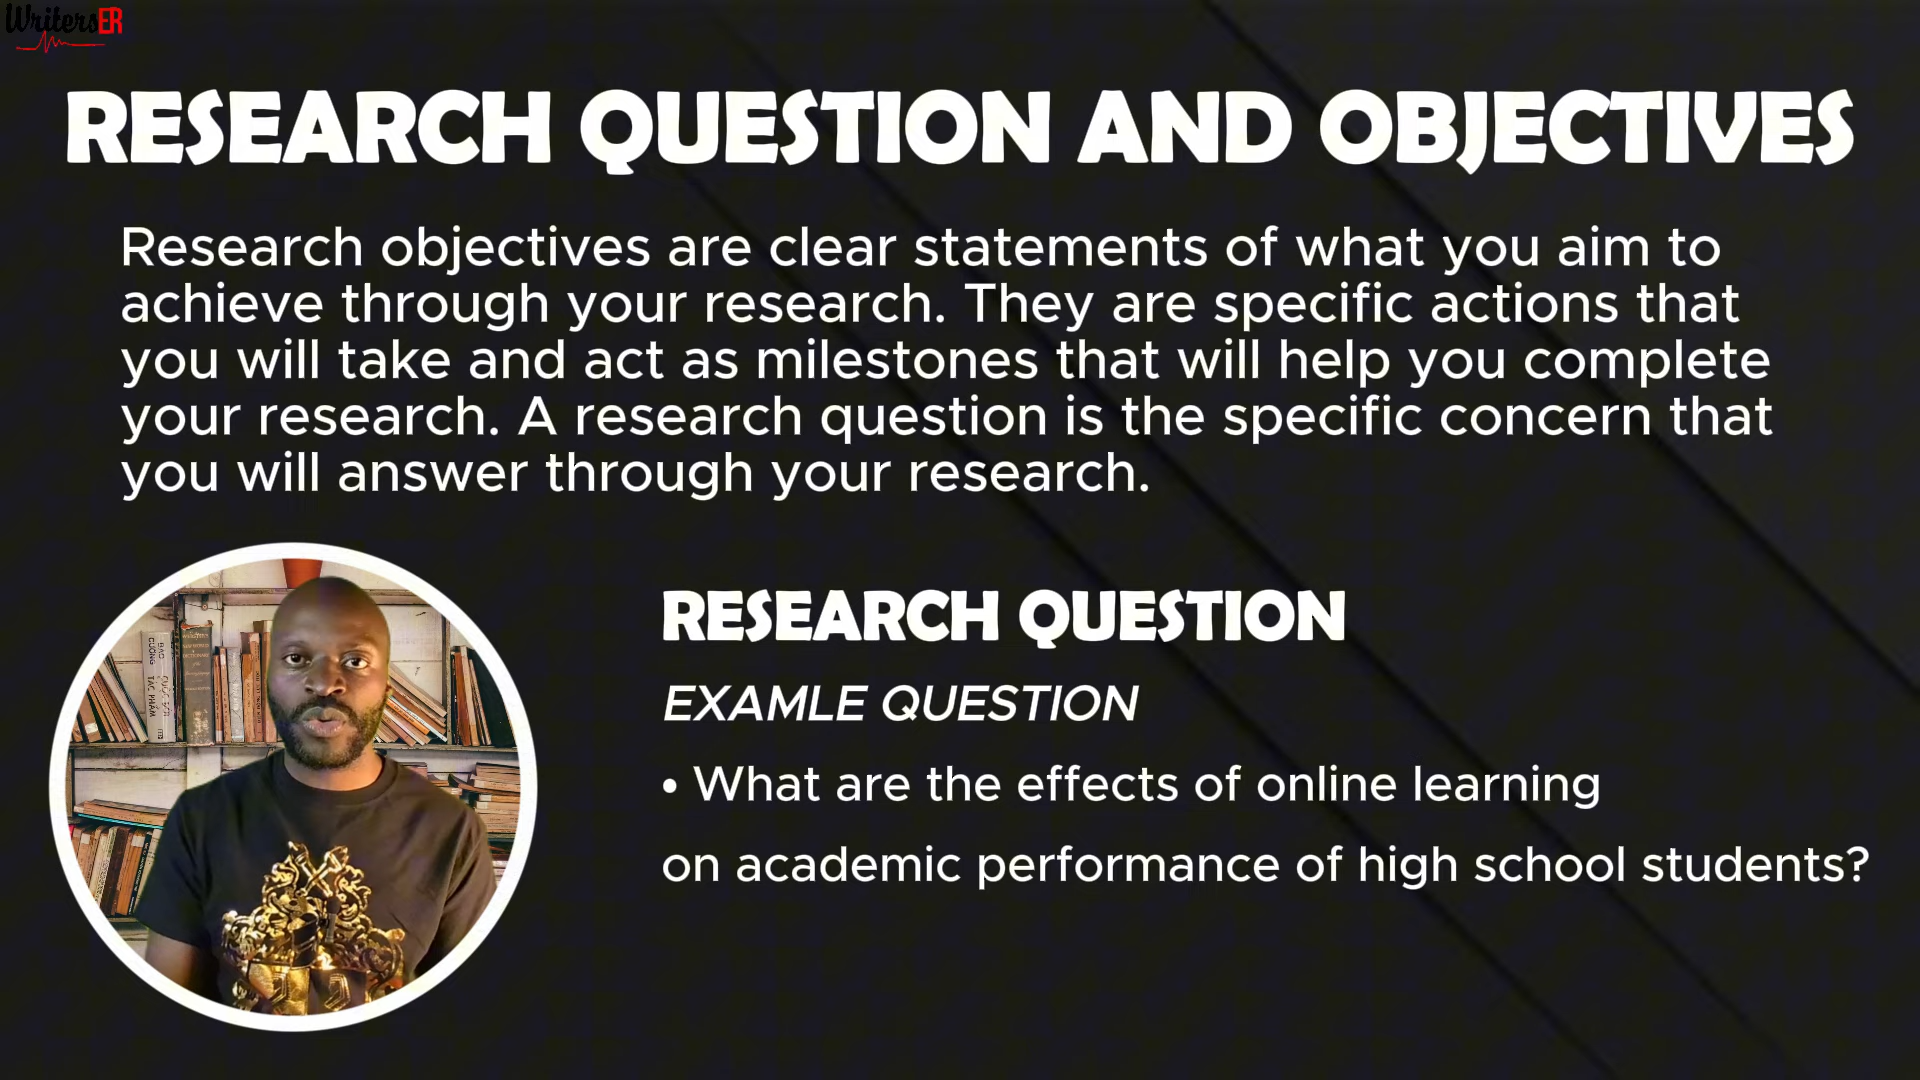 WritersER
RESEARCH QUESTION AND OBJECTIVES
Research objectives are clear statements of what you aim to
achieve through your research. They are specific actions that
you will take and act as milestones that will help you complete
your research. A research question is the specific concern that
you will answer through your research.
RESEARCH QUESTION
EXAMLE QUESTION
• What are the effects of online learning
on academic performance of high school students?